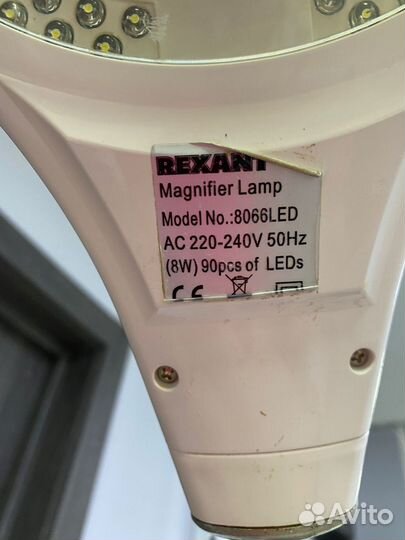 REXANT
Magnifier Lamp
Model No.:8066LED
AC 220-240V 50Hz
(8W) 90pcs of LEDs
CE
Avito